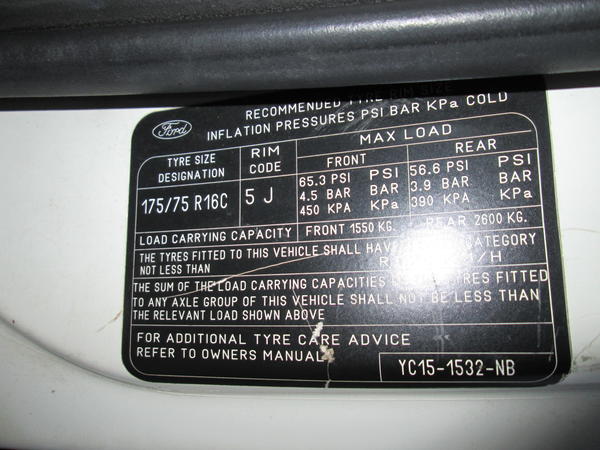 RECOMMENDED TYRE RIM SIZE
Ford
INFLATION PRESSURES PSI BAR KPa COLD
TYRE SIZE DESIGNATION
RIM CODE
MAX LOAD
FRONT
REAR
175/75 R16C
5 J
65.3 PSI PSI
4.5 BAR BAR
450 KPA KPa
56.6 PSI PSI
3.9 BAR BAR
390 KPA KPa
LOAD CARRYING CAPACITY FRONT 1550 KG. REAR 2600 KG.
THE TYRES FITTED TO THIS VEHICLE SHALL HAVE CATEGORY
NOT LESS THAN /H
THE SUM OF THE LOAD CARRYING CAPACITIES TYRES FITTED
TO ANY AXLE GROUP OF THIS VEHICLE SHALL NOT BE LESS THAN
THE RELEVANT LOAD SHOWN ABOVE
FOR ADDITIONAL TYRE CARE ADVICE
REFER TO OWNERS MANUAL
YC15-1532-NB